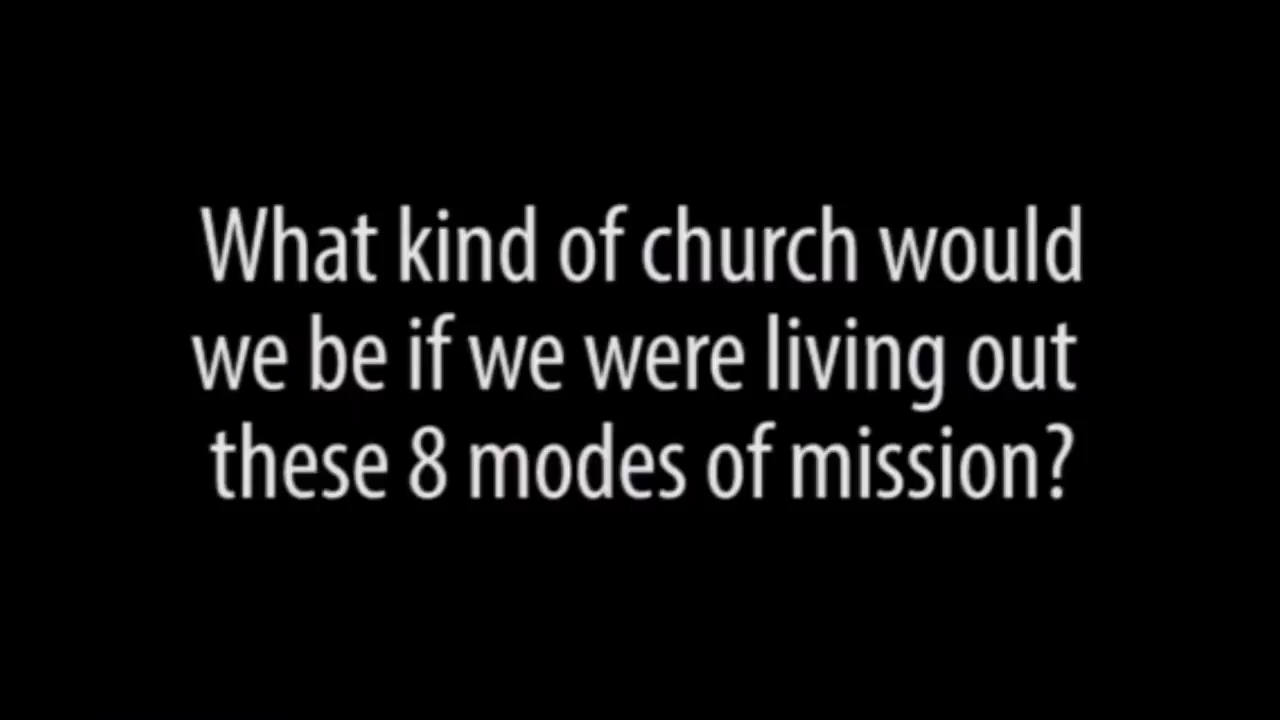 What kind of church would
we be if we were living out
these 8 modes of mission?